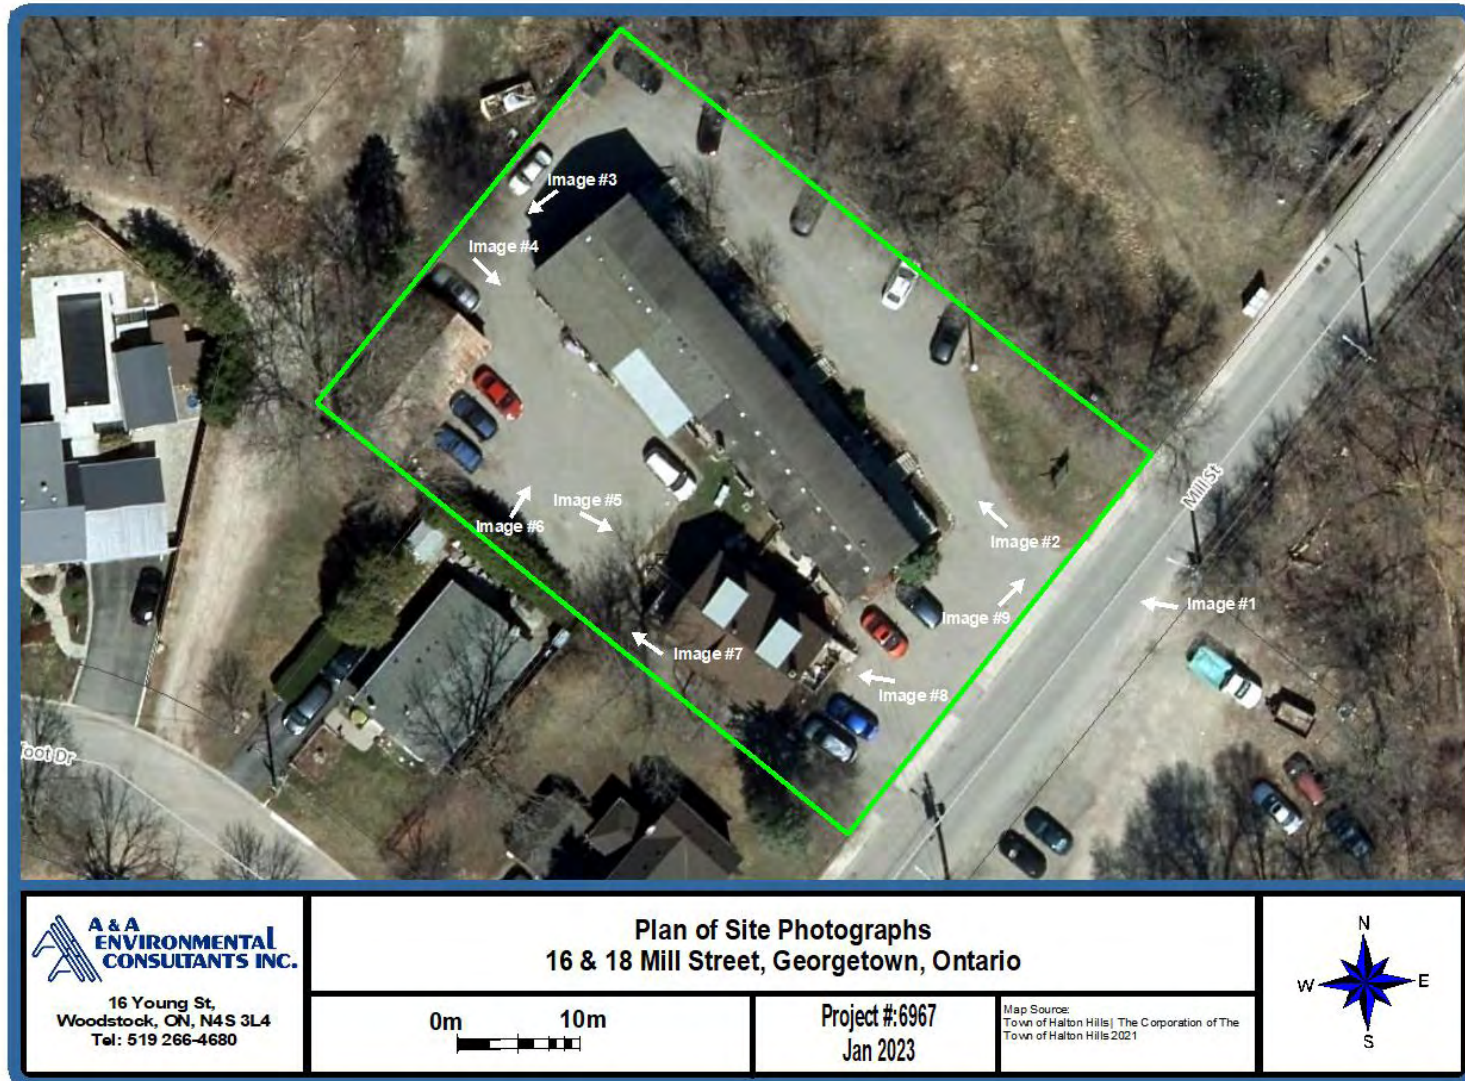 Image #3
Image #4
Mill St
Image #5
Image #6
Image #2
Image #1
Image #9
Image #7
Image #8
foot Dr
A & A
ENVIRONMENTAL
CONSULTANTS INC.
16 Young St,
Woodstock, ON, N4S 3L4
Tel: 519 266-4680
Plan of Site Photographs
16 & 18 Mill Street, Georgetown, Ontario
0m 10m
Project #:6967
Jan 2023
Map Source:
Town of Halton Hills| The Corporation of The
Town of Halton Hills 2021
N
W E
S